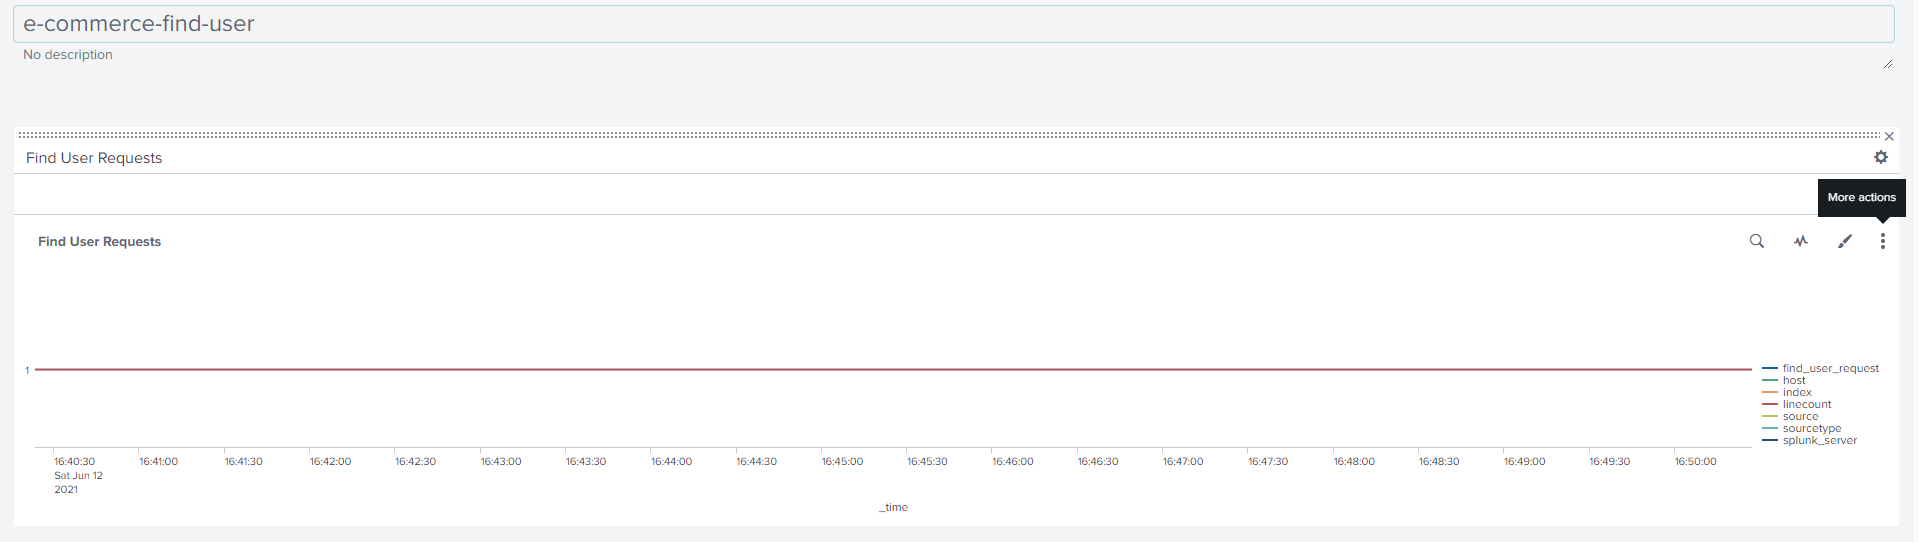 e-commerce-find-user
No description
Find User Requests
More actions
Find User Requests
1
find_user_request
host
index
linecount
source
sourcetype
splunk_server
16:40:30 16:41:00 16:41:30 16:42:00 16:42:30 16:43:00 16:43:30 16:44:00 16:44:30 16:45:00 16:45:30 16:46:00 16:46:30 16:47:00 16:47:30 16:48:00 16:48:30 16:49:00 16:49:30 16:50:00
Sat Jun 12
2021
_time